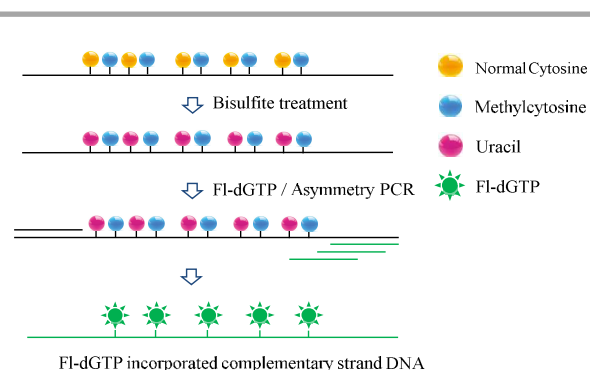 Normal Cytosine
Bisulfite treatment
Methylcytosine
Uracil
Fl-dGTP / Asymmetry PCR
Fl-dGTP
Fl-dGTP incorporated complementary strand DNA